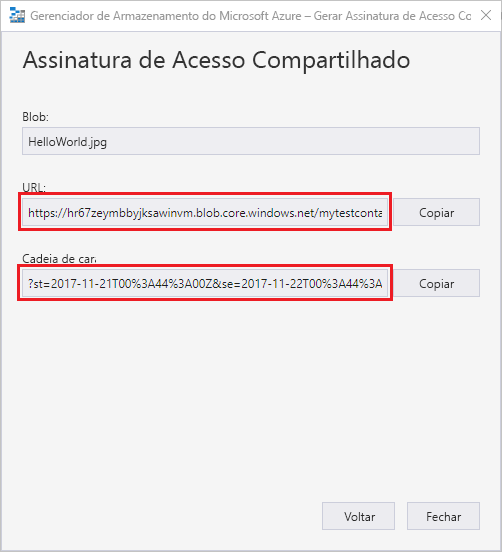 Gerenciador de Armazenamento do Microsoft Azure – Gerar Assinatura de Acesso Co
Assinatura de Acesso Compartilhado
Blob:
HelloWorld.jpg
URL:
https://hr67zeymbbyjksawinvm.blob.core.windows.net/mytestconta
Copiar
Cadeia de cara
?st=2017-11-21T00%3A44%3A00Z&se=2017-11-22T00%3A44%3A
Copiar
Voltar
Fechar